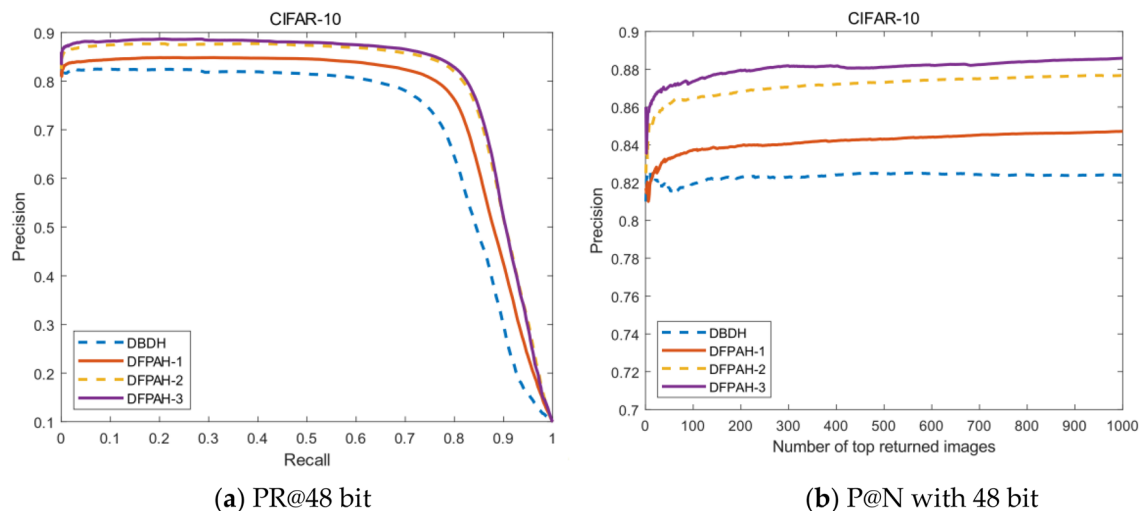 CIFAR-10
0.9
0.8
0.7
0.6
0.5
0.4
0.3
0.2
0.1
Precision
DBDH
DFPAH-1
DFPAH-2
DFPAH-3
0 0.1 0.2 0.3 0.4 0.5 0.6 0.7 0.8 0.9 1
Recall
(a) PR@48 bit
CIFAR-10
0.9
0.88
0.86
0.84
0.82
0.8
0.78
0.76
0.74
0.72
0.7
Precision
DBDH
DFPAH-1
DFPAH-2
DFPAH-3
0 100 200 300 400 500 600 700 800 900 1000
Number of top returned images
(b) P@N with 48 bit